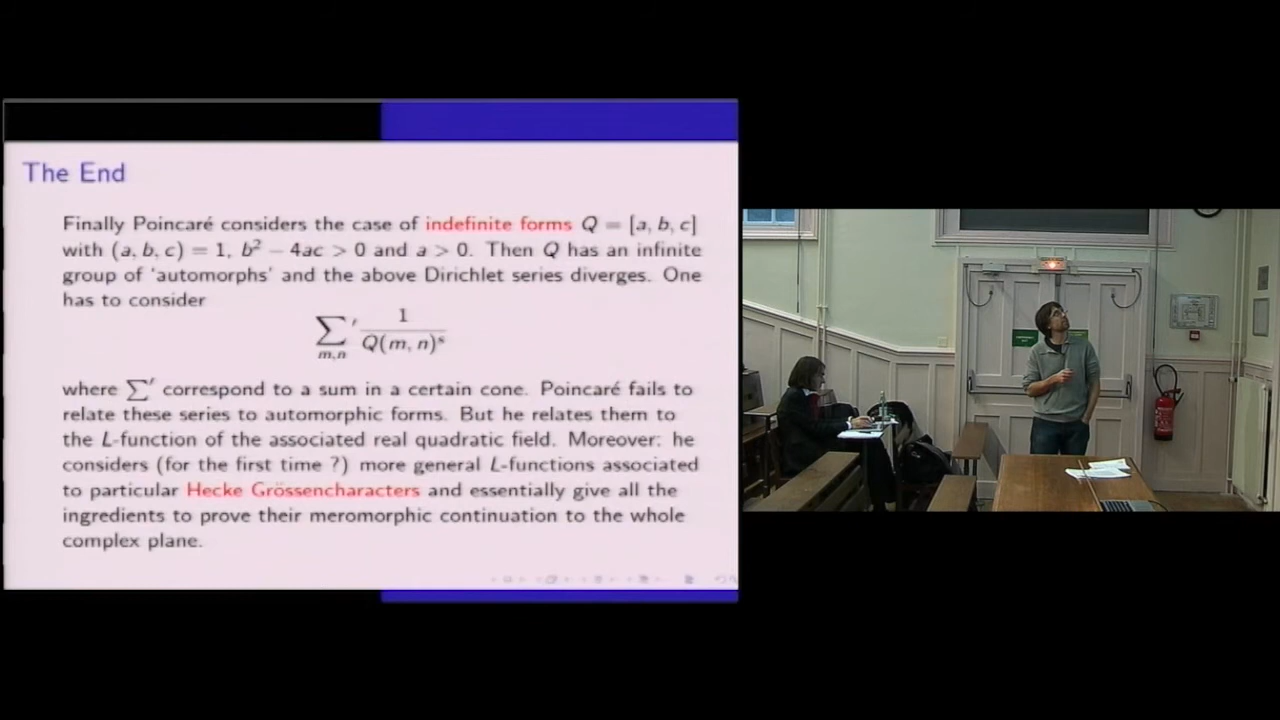 The End
Finally Poincaré considers the case of indefinite forms Q = [a, b, c]
with (a, b, c) = 1, b² − 4ac > 0 and a > 0. Then Q has an infinite
group of ‘automorphs’ and the above Dirichlet series diverges. One
has to consider
∑′ m,n 1/Q(m, n)^s
where ∑′ correspond to a sum in a certain cone. Poincaré fails to
relate these series to automorphic forms. But he relates them to
the L-function of the associated real quadratic field. Moreover: he
considers (for the first time ?) more general L-functions associated
to particular Hecke Grössencharacters and essentially give all the
ingredients to prove their meromorphic continuation to the whole
complex plane.